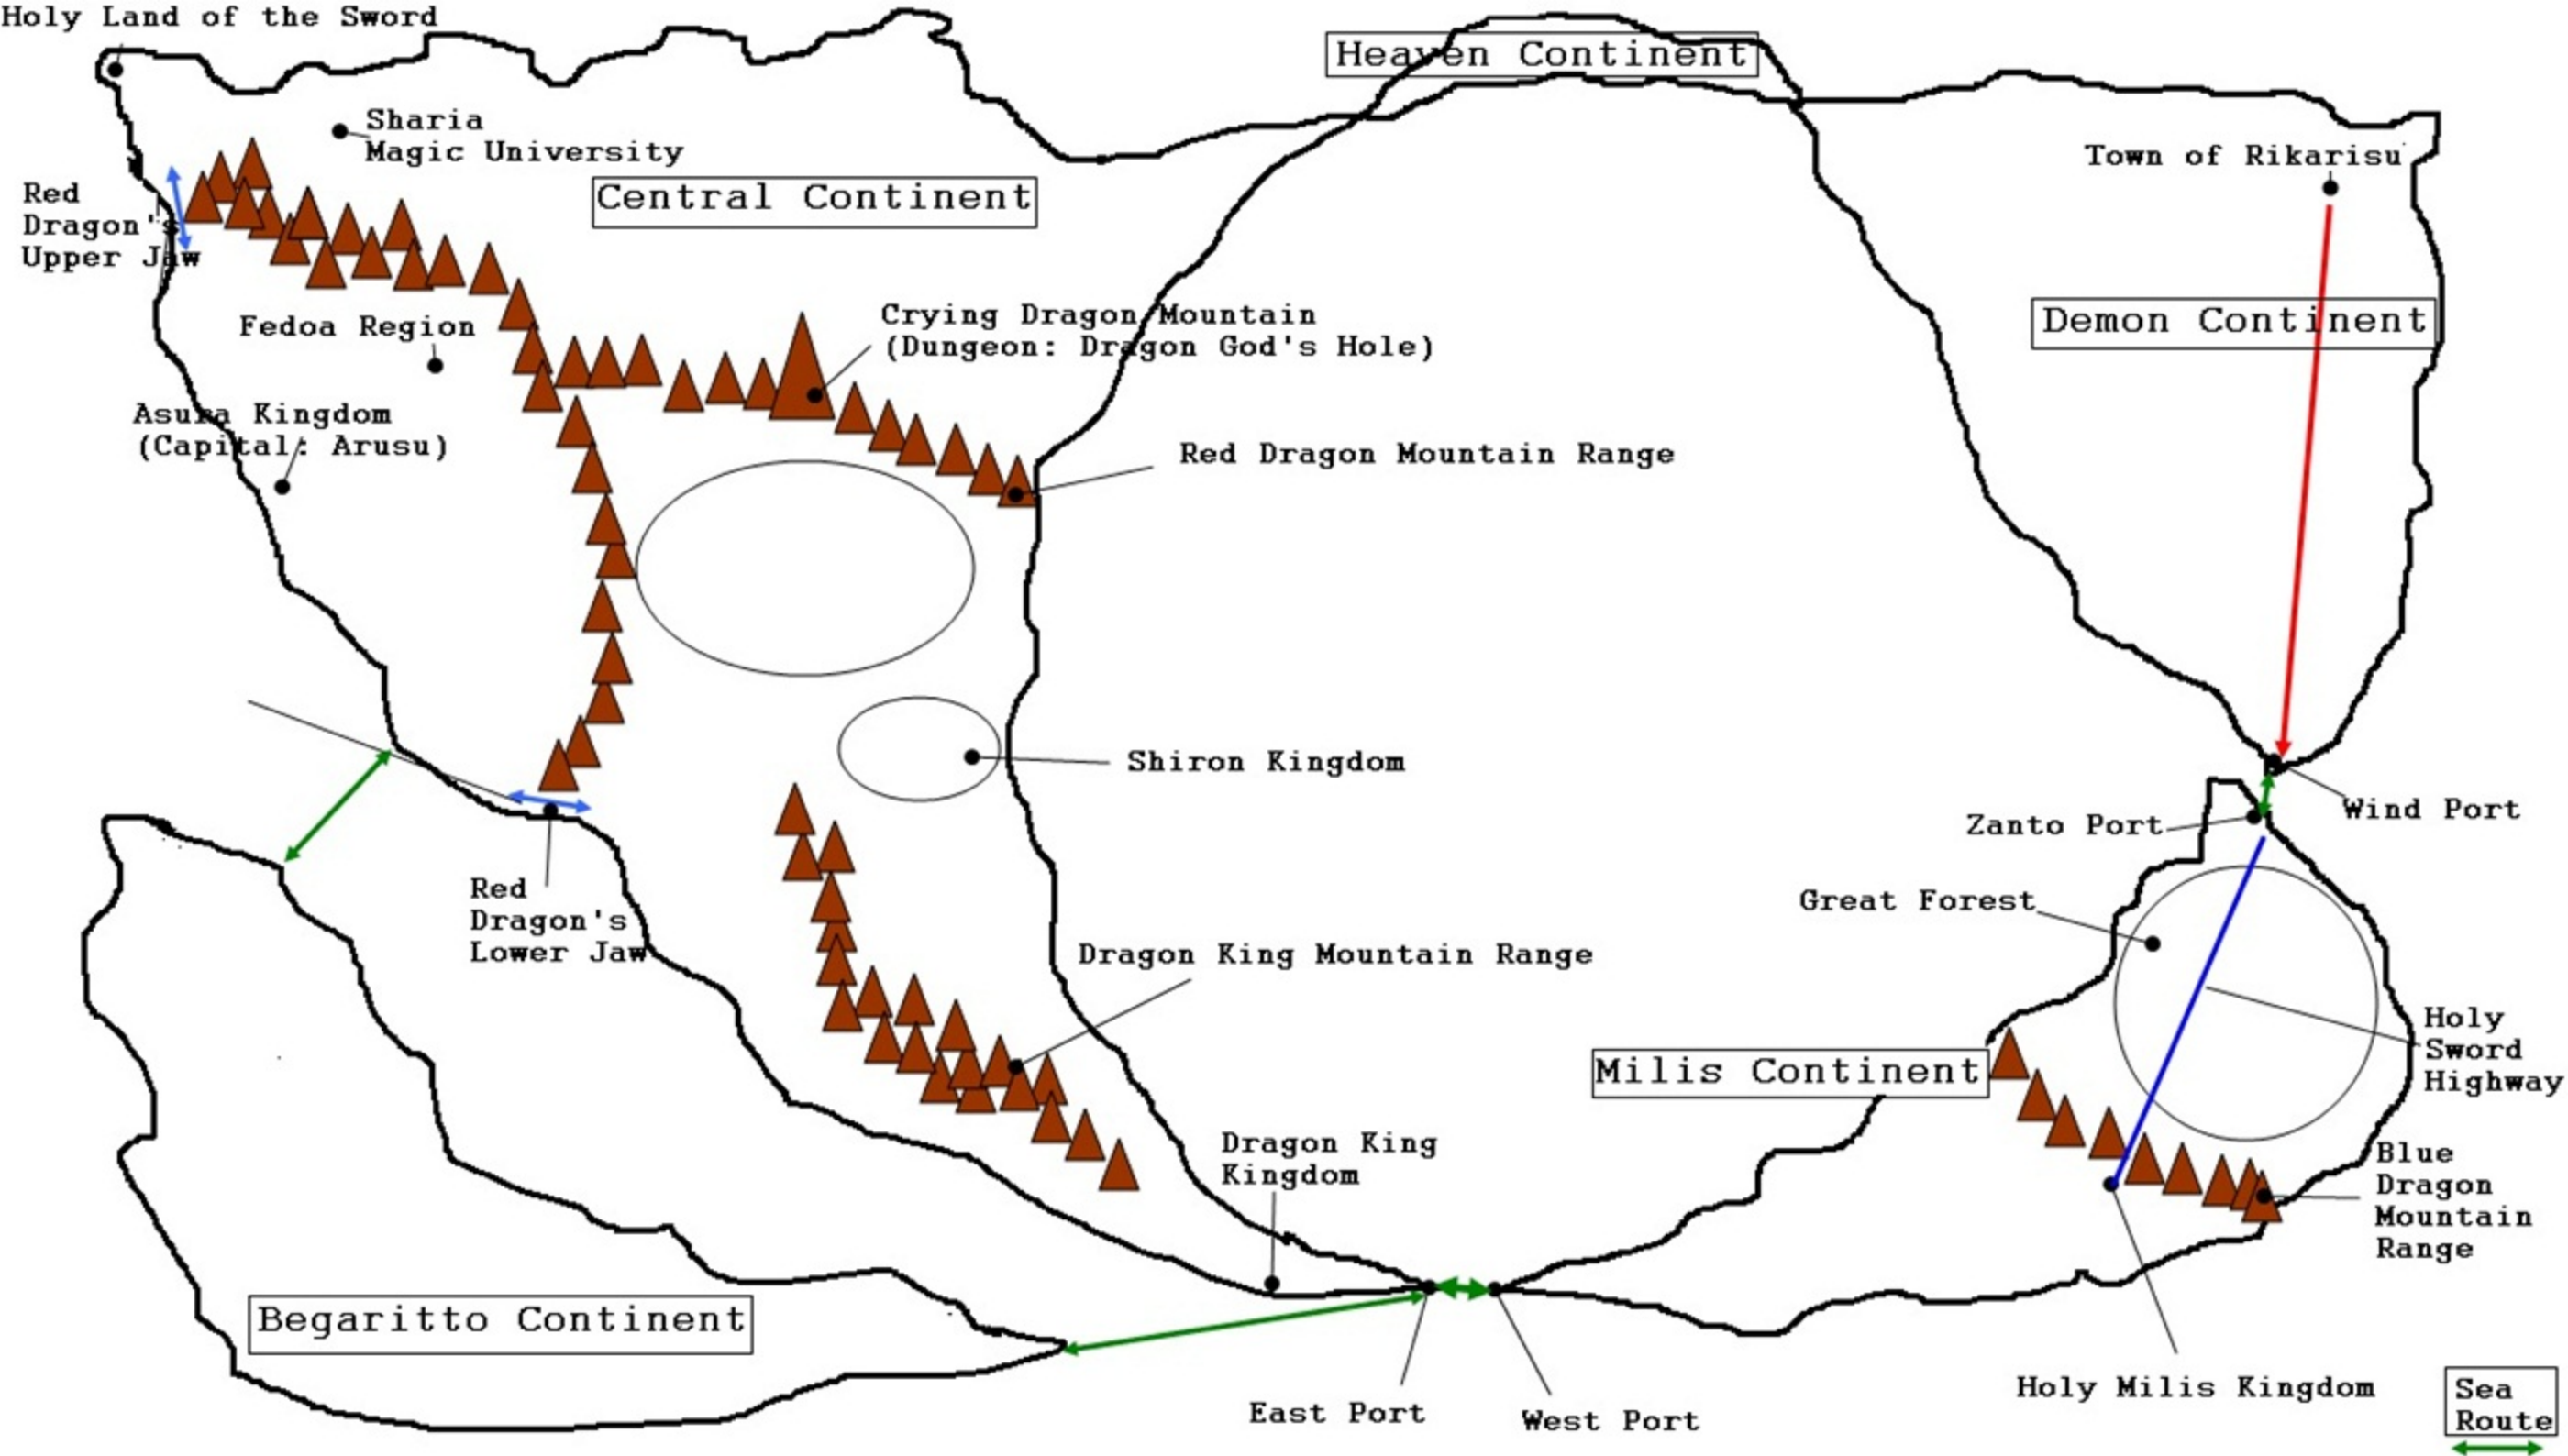 Holy Land of the Sword
Heaven Continent
Sharia
Magic University
Town of Rikarisu
Central Continent
Red
Dragon's
Upper Jaw
Fedoa Region
Crying Dragon Mountain
(Dungeon: Dragon God's Hole)
Demon Continent
Asura Kingdom
(Capital: Arusu)
Red Dragon Mountain Range
Shiron Kingdom
Wind Port
Zanto Port
Red
Dragon's
Lower Jaw
Great Forest
Dragon King Mountain Range
Holy
Sword
Highway
Milis Continent
Dragon King
Kingdom
Blue
Dragon
Mountain
Range
Begaritto Continent
Holy Milis Kingdom
East Port
West Port
Sea
Route